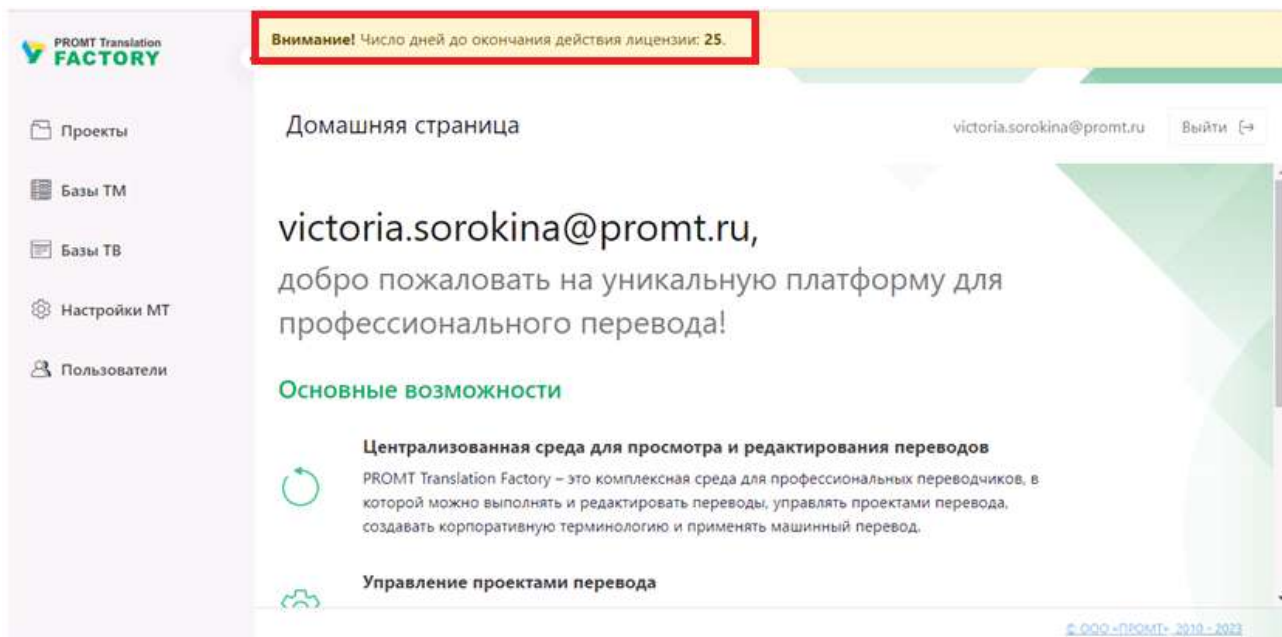 PROMT Translation
FACTORY
Внимание! Число дней до окончания действия лицензии: 25.
Проекты
Базы ТМ
Базы ТВ
Настройки МТ
Пользователи
Домашняя страница
victoria.sorokina@promt.ru
Выйти
victoria.sorokina@promt.ru,
добро пожаловать на уникальную платформу для
профессионального перевода!
Основные возможности
Централизованная среда для просмотра и редактирования переводов
PROMT Translation Factory – это комплексная среда для профессиональных переводчиков, в
которой можно выполнять и редактировать переводы, управлять проектами перевода,
создавать корпоративную терминологию и применять машинный перевод.
Управление проектами перевода
© ООО «ПРОМТ», 2010 - 2023